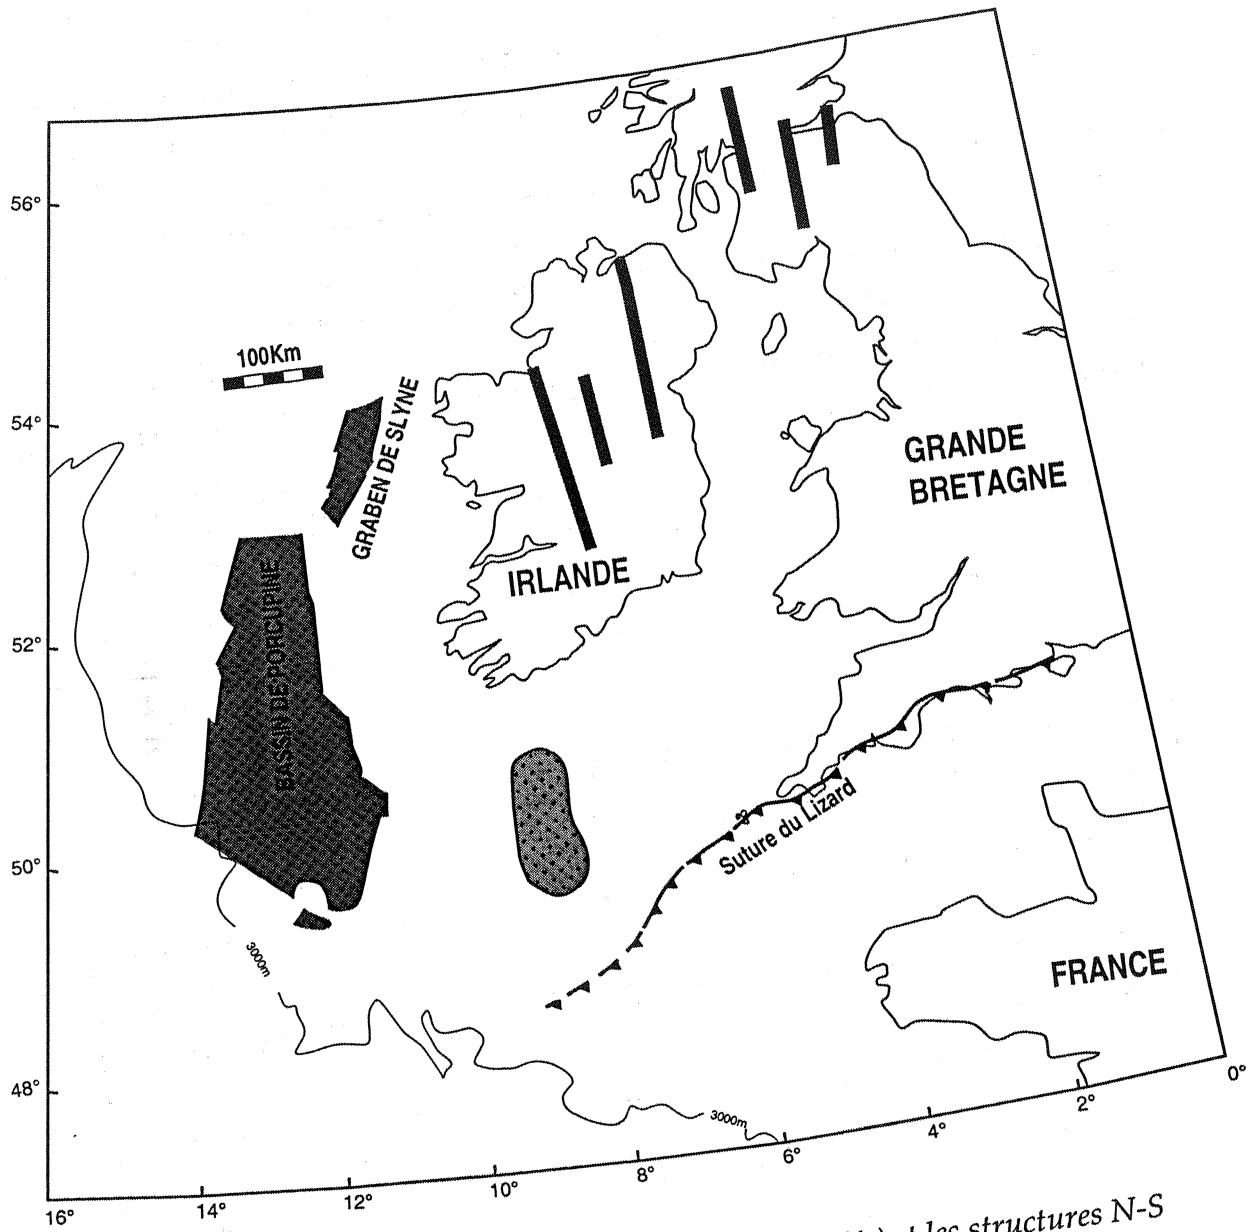 56°
100Km
GRABEN DE SLYNE
54°
GRANDE
BRETAGNE
IRLANDE
BASSIN DE PORCUPINE
52°
Suture du Lizard
50°
3000m
FRANCE
48°
3000m
0°
2°
4°
6°
8°
10°
12°
14°
16°
et les structures N-S